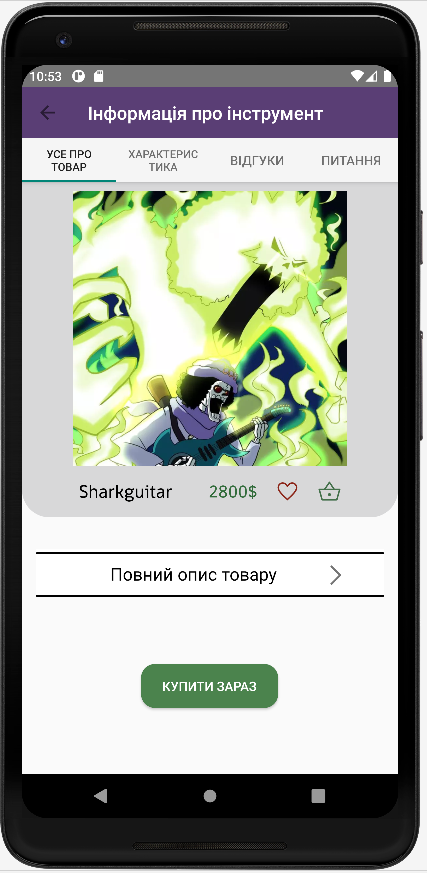 10:53
Інформація про інструмент
УСЕ ПРО
ТОВАР
ХАРАКТЕРИС
ТИКА
ВІДГУКИ
ПИТАННЯ
Sharkguitar 2800$
Повний опис товару
КУПИТИ ЗАРАЗ